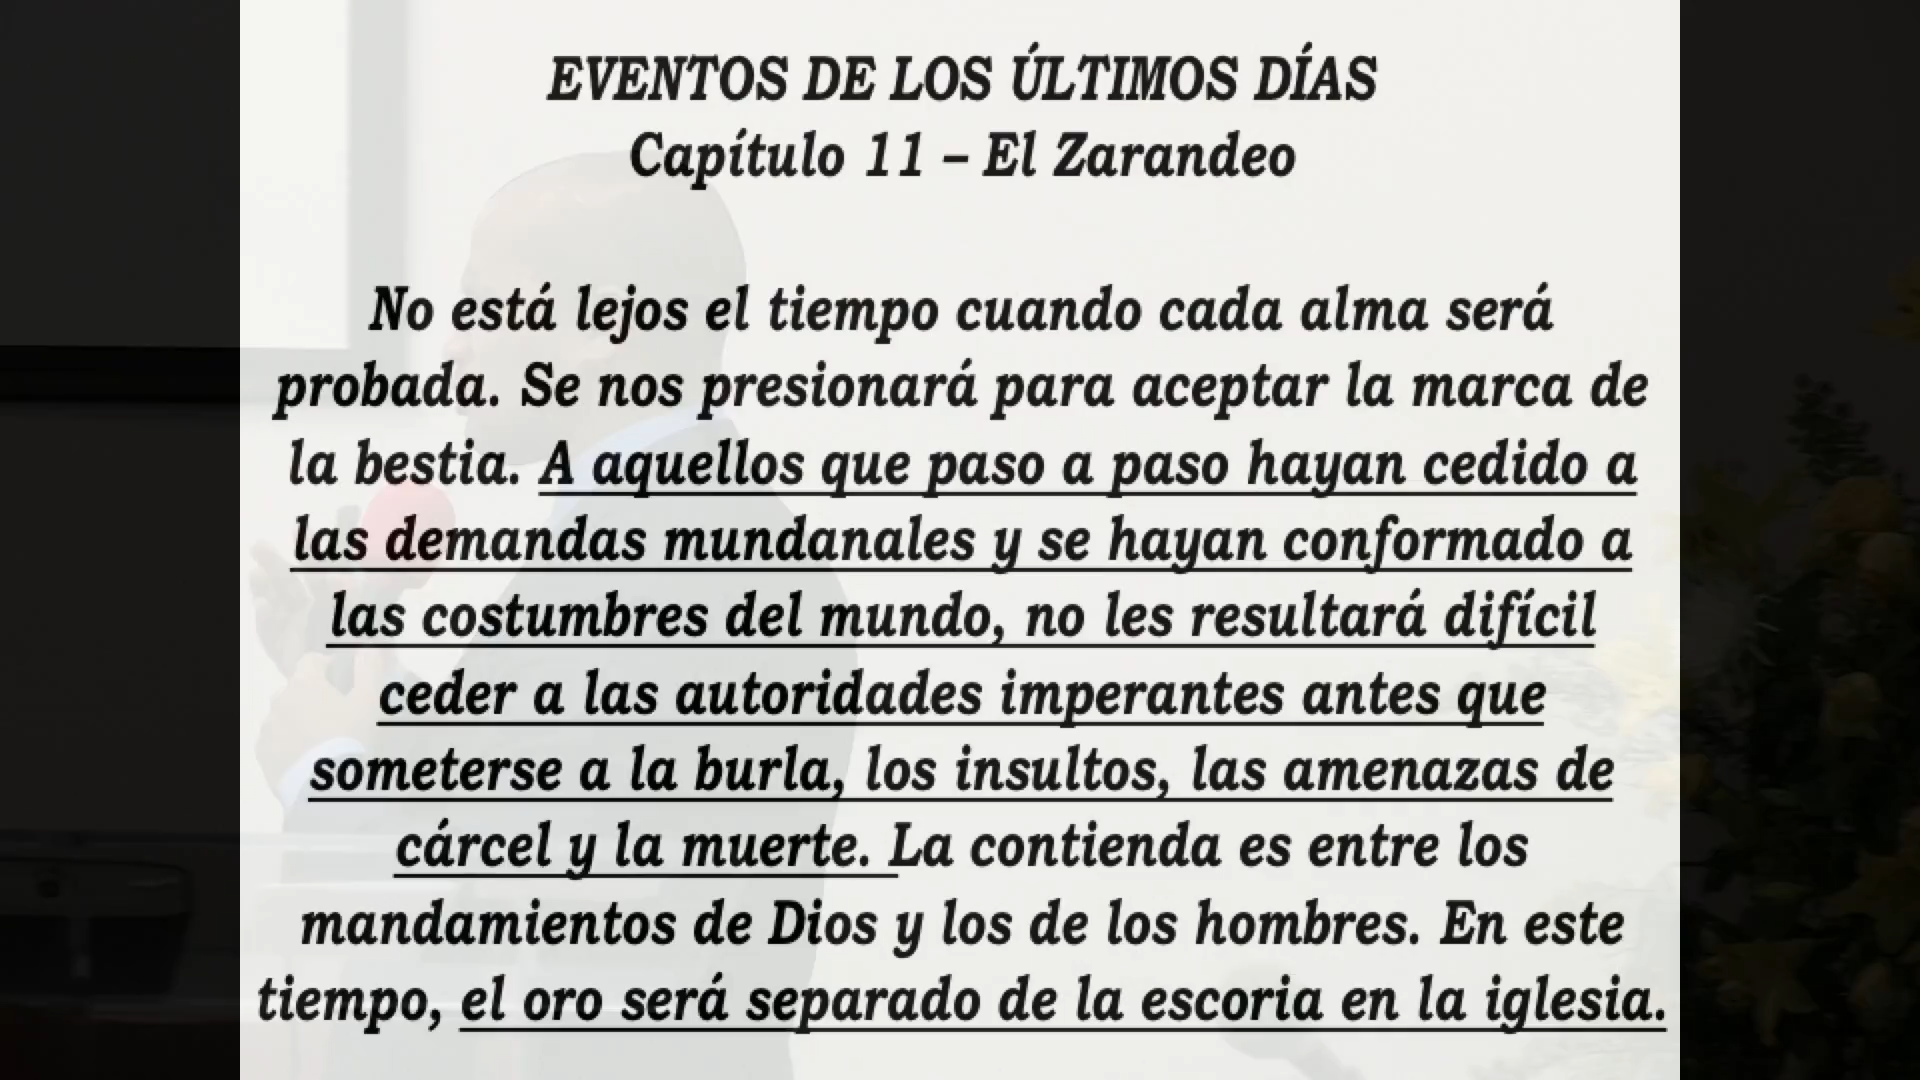 EVENTOS DE LOS ÚLTIMOS DÍAS
Capítulo 11 – El Zarandeo
No está lejos el tiempo cuando cada alma será
probada. Se nos presionará para aceptar la marca de
la bestia. A aquellos que paso a paso hayan cedido a
las demandas mundanales y se hayan conformado a
las costumbres del mundo, no les resultará difícil
ceder a las autoridades imperantes antes que
someterse a la burla, los insultos, las amenazas de
cárcel y la muerte. La contienda es entre los
mandamientos de Dios y los de los hombres. En este
tiempo, el oro será separado de la escoria en la iglesia.